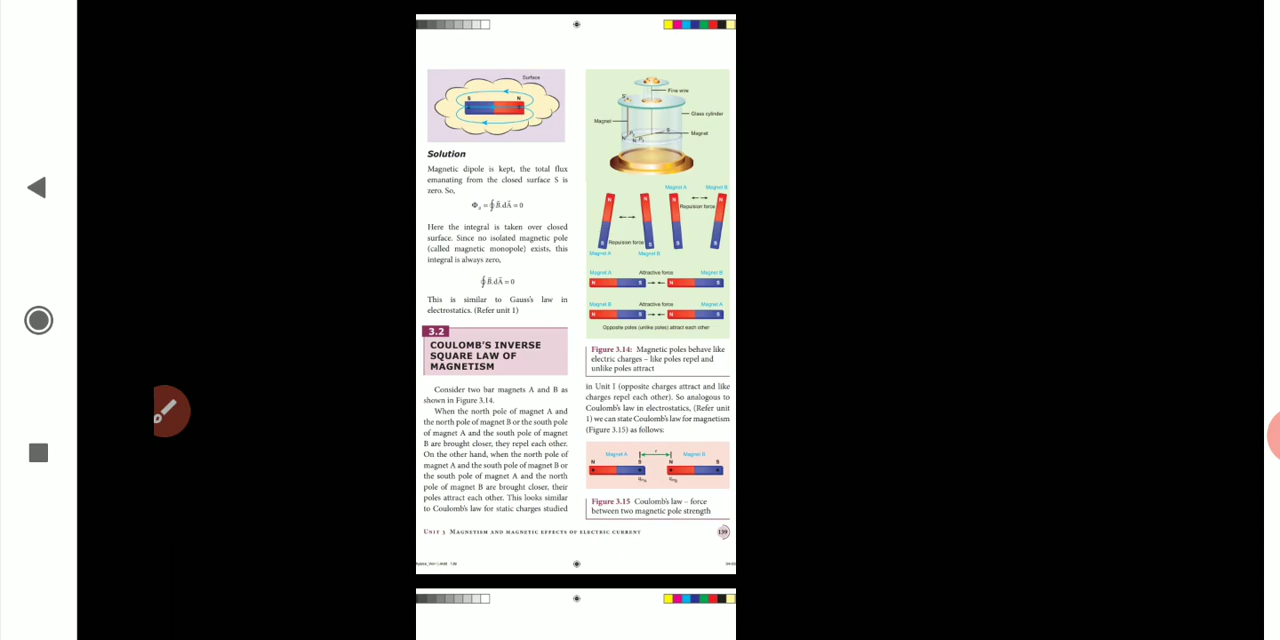 Surface
S
N
Solution
Magnetic dipole is kept, the total flux
emanating from the closed surface S is
zero. So,
Φ = ∮ B⃗.dA⃗ = 0
Here the integral is taken over closed
surface. Since no isolated magnetic pole
(called magnetic monopole) exists, this
integral is always zero,
∮ B⃗.dA⃗ = 0
This is similar to Gauss's law in
electrostatics. (Refer unit 1)
3.2
COULOMB'S INVERSE
SQUARE LAW OF
MAGNETISM
Consider two bar magnets A and B as
shown in Figure 3.14.
When the north pole of magnet A and
the north pole of magnet B or the south pole
of magnet A and the south pole of magnet
B are brought closer, they repel each other.
On the other hand, when the north pole of
magnet A and the south pole of magnet B or
the south pole of magnet A and the north
pole of magnet B are brought closer, their
poles attract each other. This looks similar
to Coulomb's law for static charges studied
Fine wire
Glass cylinder
Magnet
S
Magnet
N
Magnet A Magnet B
N N N N
Repulsion force
Repulsion force
S S S S
Magnet A Magnet B
Magnet A Attractive force Magnet B
N S N S
Magnet B Attractive force Magnet A
N S N S
Opposite poles (unlike poles) attract each other
Figure 3.14: Magnetic poles behave like
electric charges – like poles repel and
unlike poles attract
in Unit 1 (opposite charges attract and like
charges repel each other). So analogous to
Coulomb's law in electrostatics, (Refer unit
1) we can state Coulomb's law for magnetism
(Figure 3.15) as follows:
Magnet A r Magnet B
N S N S
Figure 3.15 Coulomb's law – force
between two magnetic pole strength
UNIT 3 MAGNETISM AND MAGNETIC EFFECTS OF ELECTRIC CURRENT
139